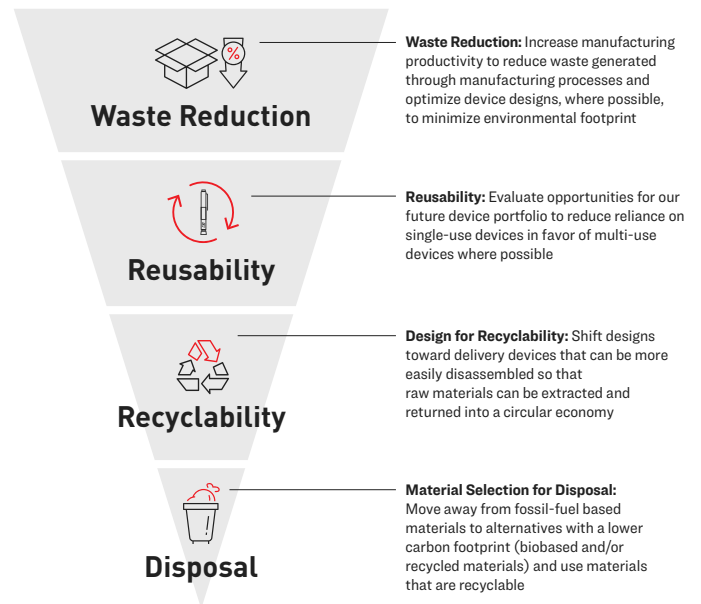 %
Waste Reduction
Waste Reduction: Increase manufacturing
productivity to reduce waste generated
through manufacturing processes and
optimize device designs, where possible,
to minimize environmental footprint
Reusability
Reusability: Evaluate opportunities for our
future device portfolio to reduce reliance on
single-use devices in favor of multi-use
devices where possible
Recyclability
Design for Recyclability: Shift designs
toward delivery devices that can be more
easily disassembled so that
raw materials can be extracted and
returned into a circular economy
Disposal
Material Selection for Disposal:
Move away from fossil-fuel based
materials to alternatives with a lower
carbon footprint (biobased and/or
recycled materials) and use materials
that are recyclable